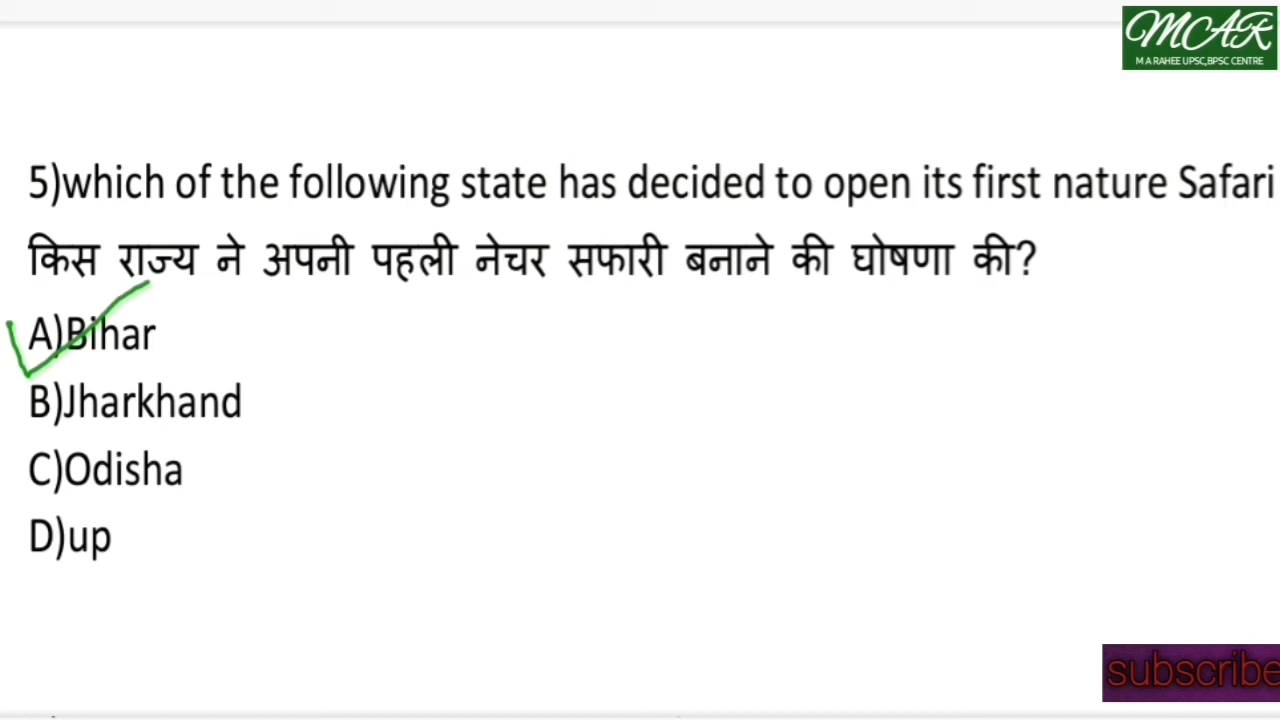 MCAR
M A RAHEE UPSC,BPSC CENTRE
5)which of the following state has decided to open its first nature Safari
किस राज्य ने अपनी पहली नेचर सफारी बनाने की घोषणा की?
A)Bihar
B)Jharkhand
C)Odisha
D)up
subscribe